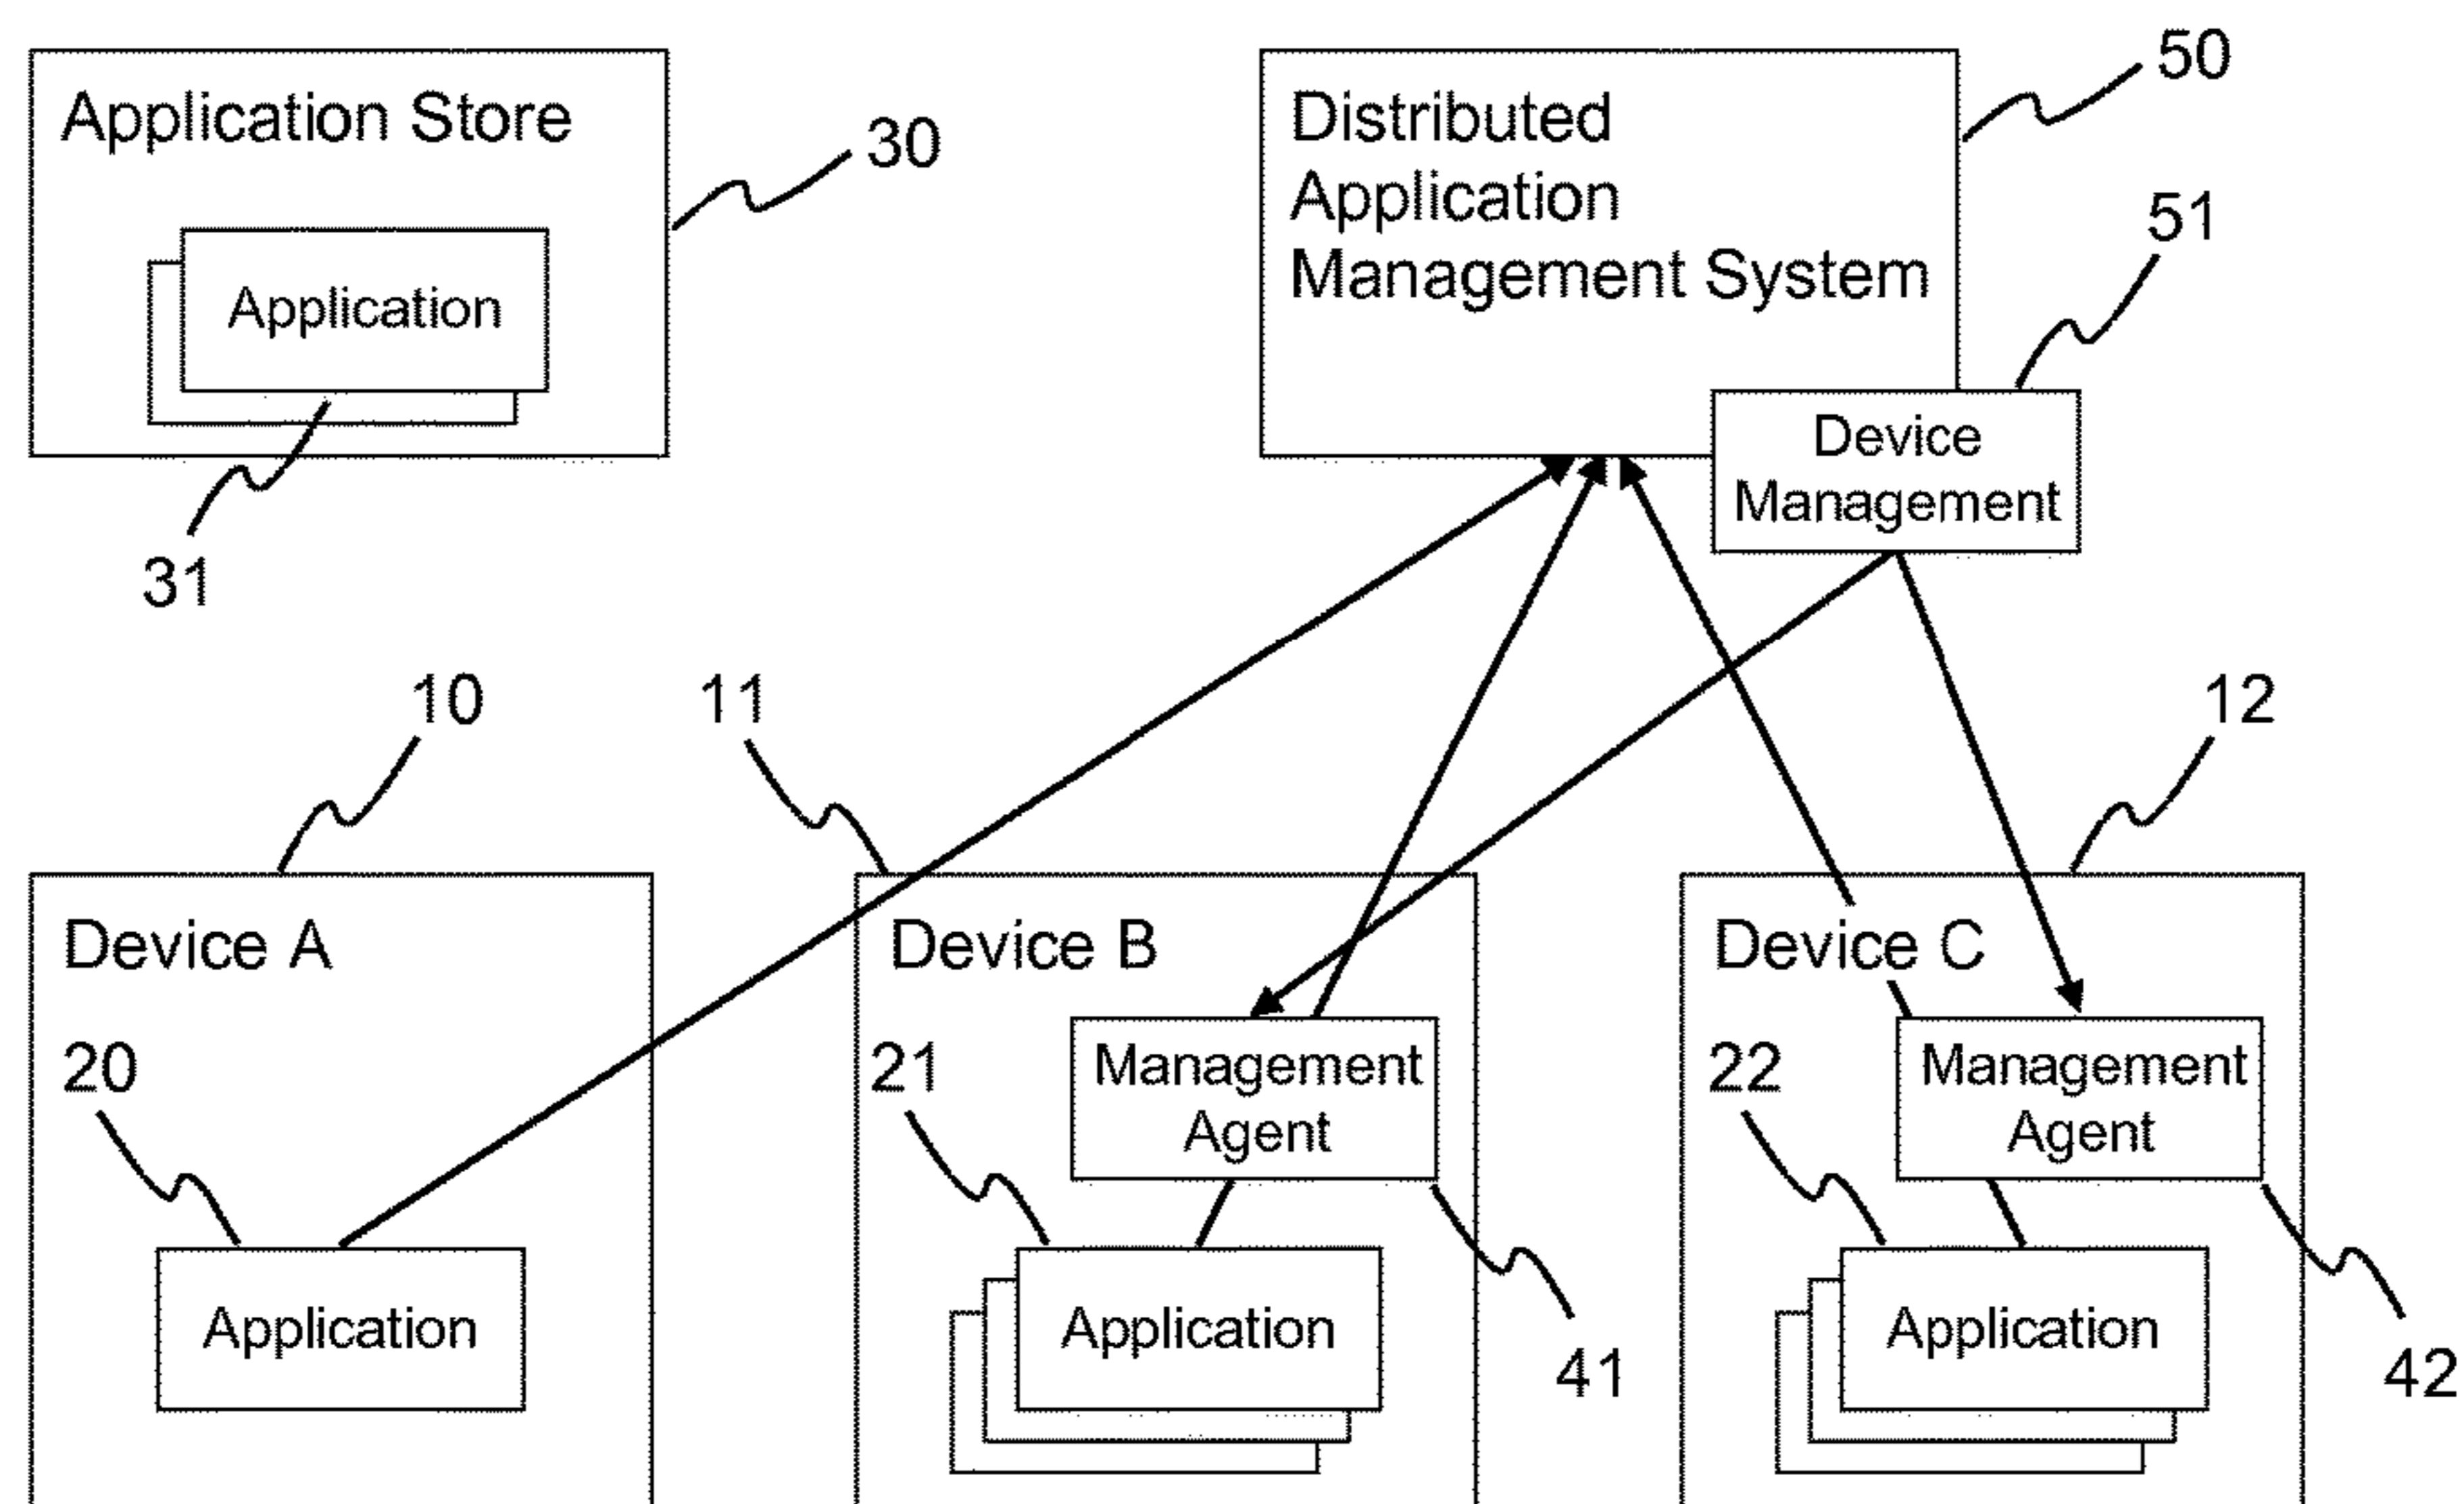 Application Store
30
Application
31
Distributed
Application
Management System
50
51
Device
Management
10
11
12
Device A
20
Application
Device B
21
Management
Agent
Application
41
Device C
22
Management
Agent
Application
42